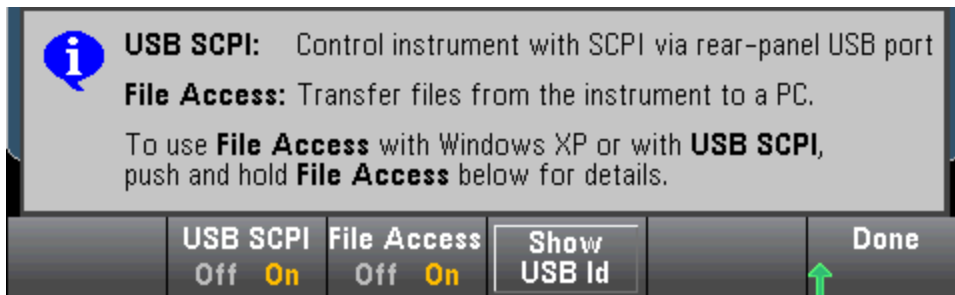 USB SCPI: Control instrument with SCPI via rear-panel USB port
File Access: Transfer files from the instrument to a PC.
To use File Access with Windows XP or with USB SCPI,
push and hold File Access below for details.
USB SCPI File Access Show Done
Off On Off On USB Id